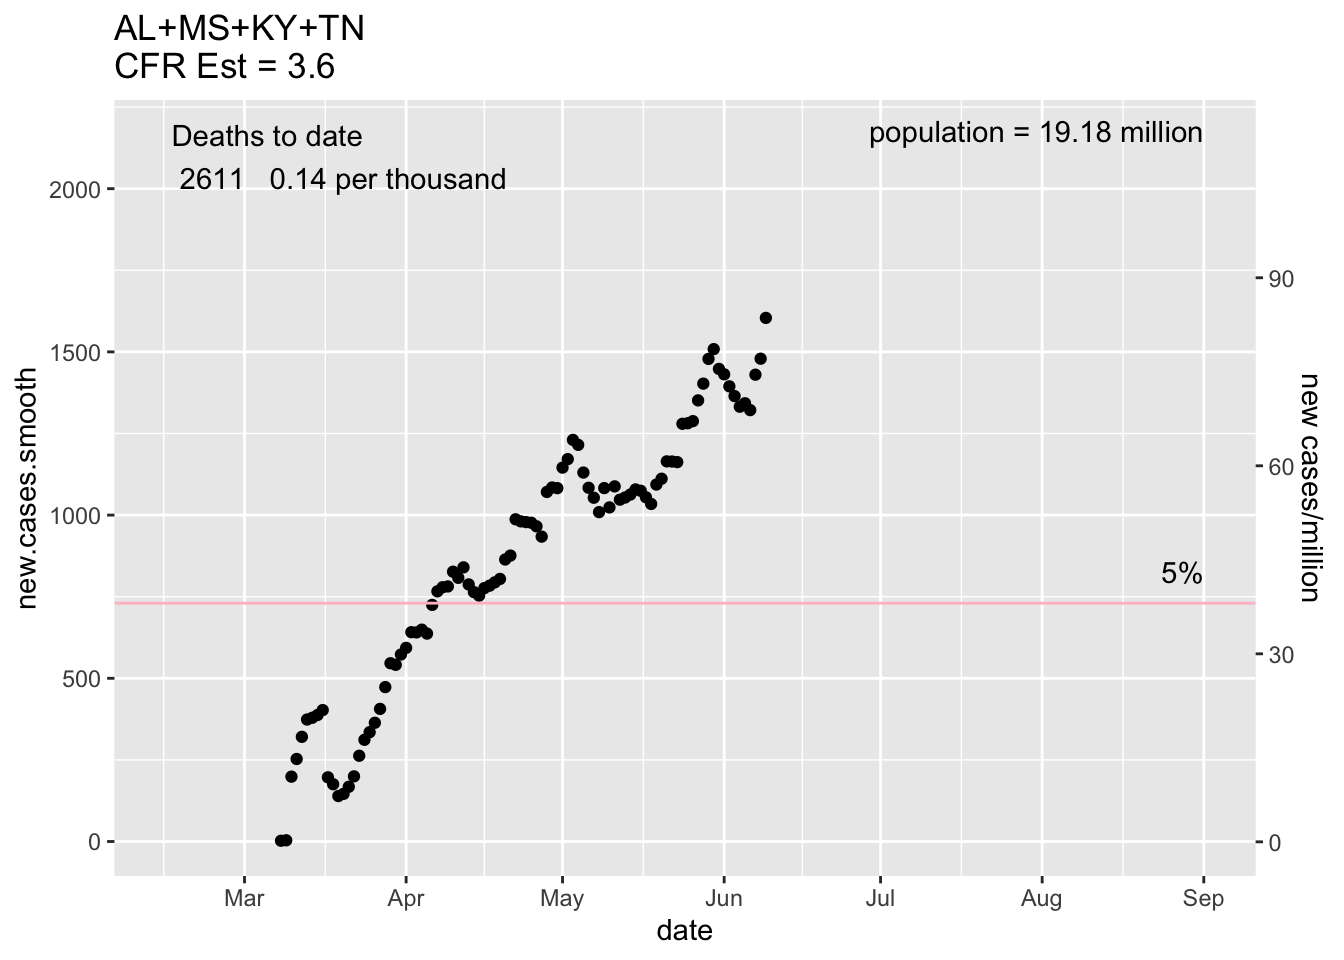 AL+MS+KY+TN
CFR Est = 3.6
Deaths to date
population = 19.18 million
2611 0.14 per thousand
2000
1500
1000
500
0
90
60
30
0
5%
new.cases.smooth
new cases/million
Mar Apr May Jun Jul Aug Sep
date